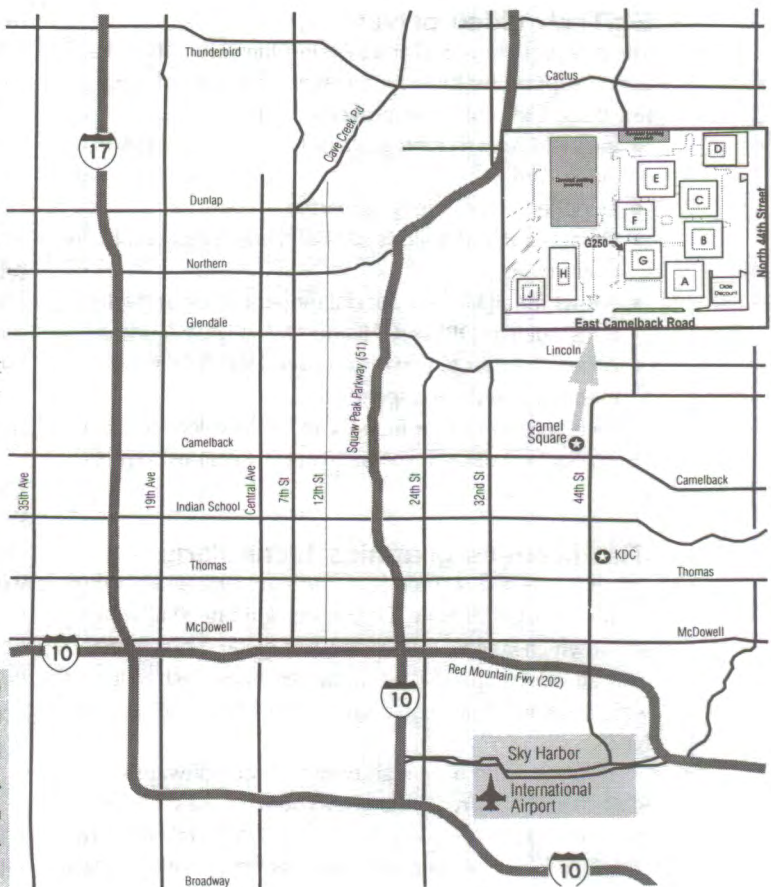 Thunderbird
Cactus
Cave Creek Rd
17
D
E
C
Dunlap
F
G250
B
North 44th Street
Northern
H
G
A
J
Glendale
East Camelback Road
Lincoln
Squaw Peak Parkway (51)
Camel
Square
Camelback
35th Ave
19th Ave
Central Ave
7th St
12th St
24th St
32nd St
44th St
Camelback
Indian School
KDC
Thomas
Thomas
McDowell
McDowell
10
Red Mountain Fwy (202)
10
Sky Harbor
International
Airport
10
Broadway